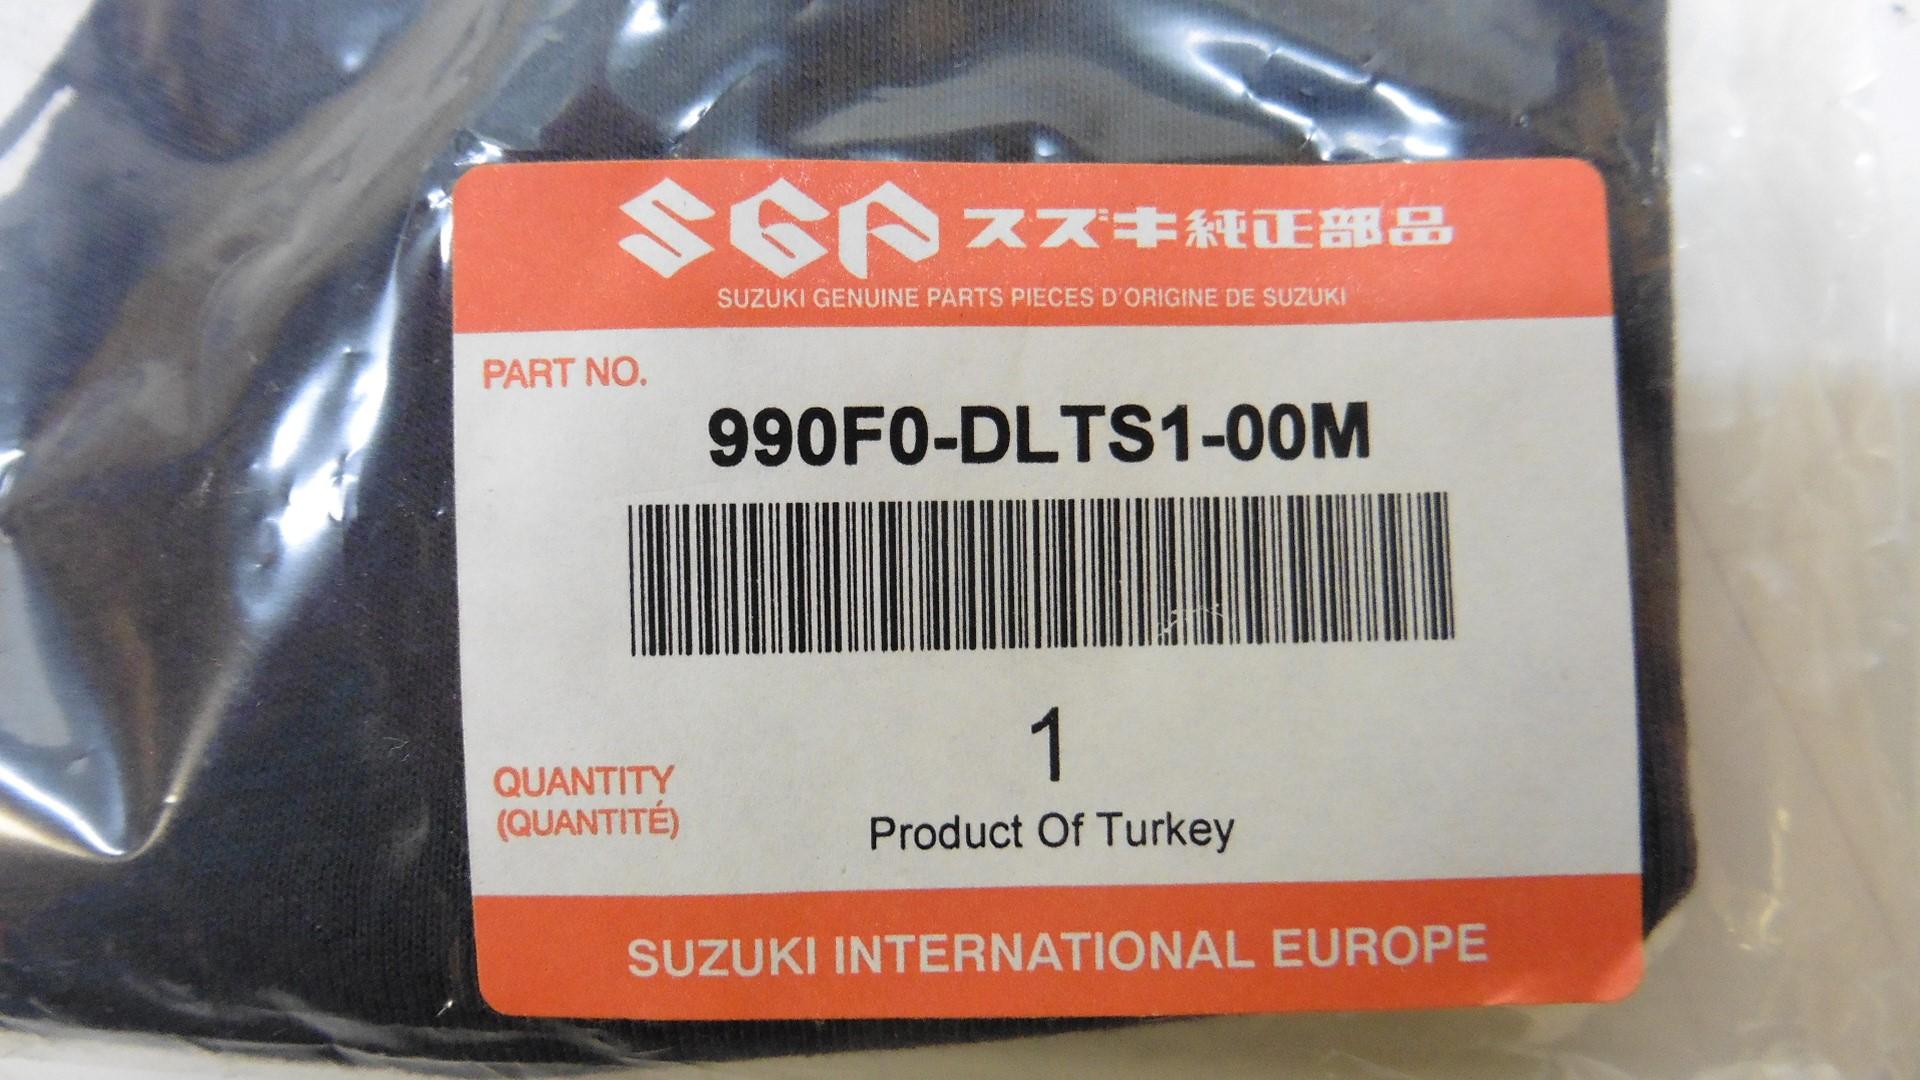 SGP スズキ純正部品
SUZUKI GENUINE PARTS PIECES D'ORIGINE DE SUZUKI
PART NO.
990F0-DLTS1-00M
1
QUANTITY
(QUANTITÉ)
Product Of Turkey
SUZUKI INTERNATIONAL EUROPE